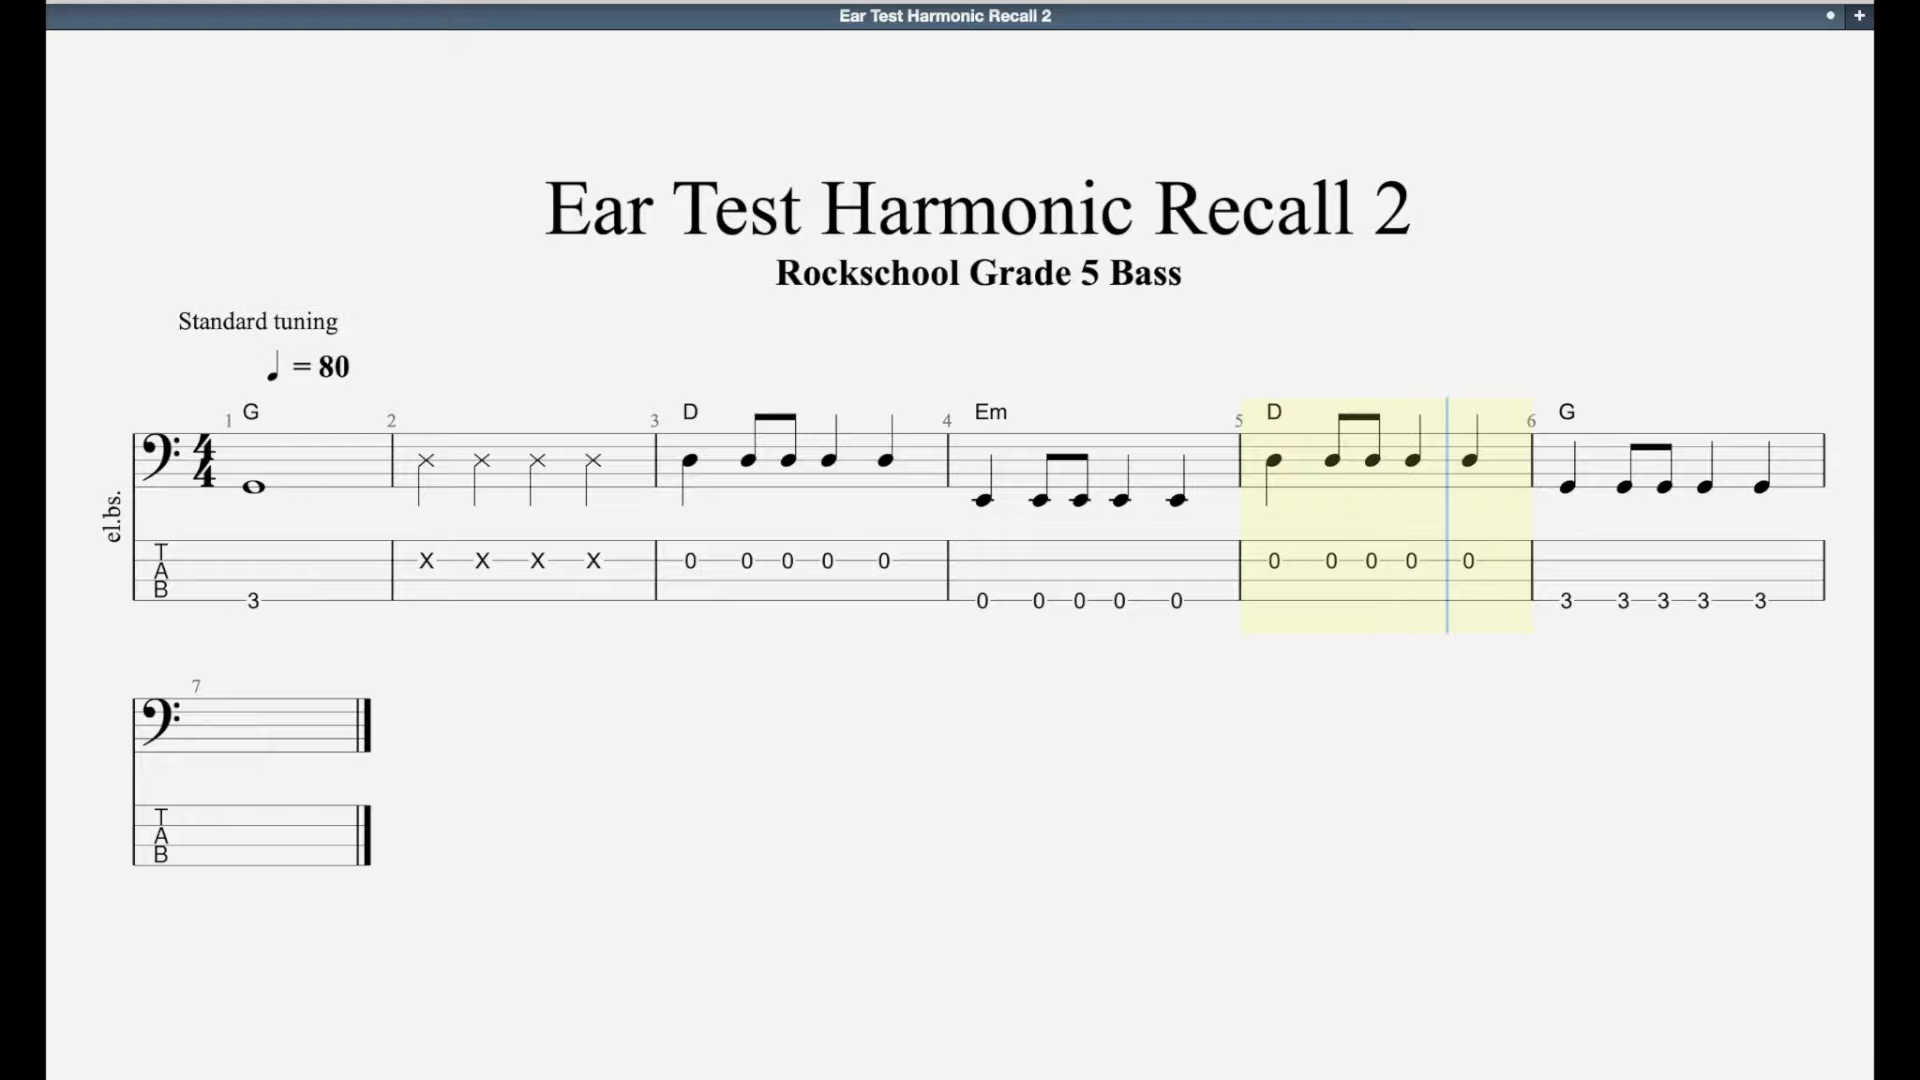 Ear Test Harmonic Recall 2
+
Ear Test Harmonic Recall 2
Rockschool Grade 5 Bass
Standard tuning
= 80
1 G 2 3 D 4 Em 5 D 6 G
4
4
el.bs.
T A B
3 X X X X 0 0 0 0 0 0 0 0 0 0 0 0 0 0 0 3 3 3 3 3
7
T A B